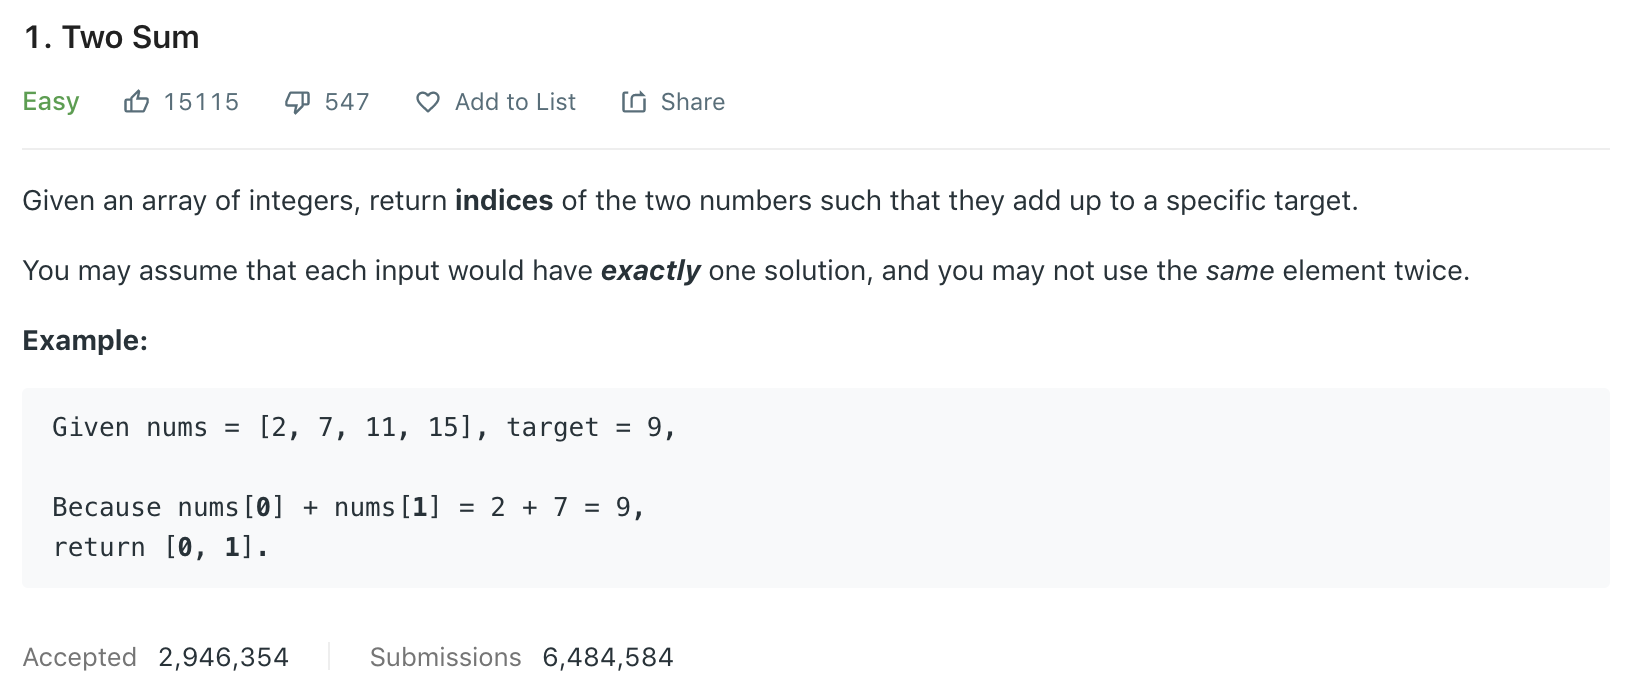 1. Two Sum
Easy 15115 547 Add to List Share
Given an array of integers, return indices of the two numbers such that they add up to a specific target.
You may assume that each input would have exactly one solution, and you may not use the same element twice.
Example:
Given nums = [2, 7, 11, 15], target = 9,
Because nums[0] + nums[1] = 2 + 7 = 9,
return [0, 1].
Accepted 2,946,354 Submissions 6,484,584